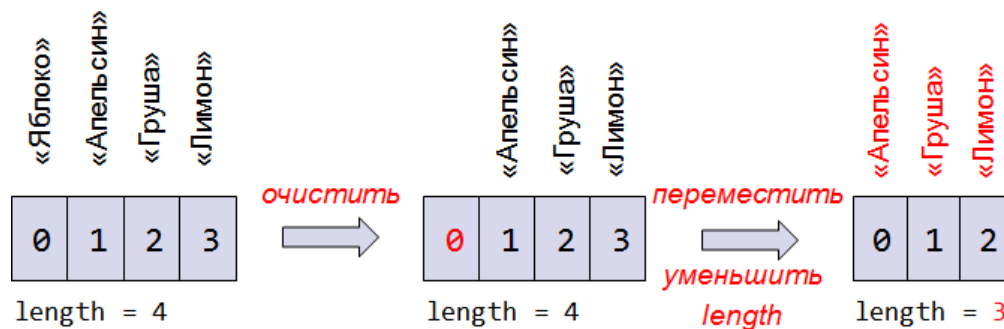 «Яблоко»
«Апельсин»
«Груша»
«Лимон»
0 1 2 3
length = 4
очистить
«Апельсин»
«Груша»
«Лимон»
0 1 2 3
length = 4
переместить
уменьшить
length
«Апельсин»
«Груша»
«Лимон»
0 1 2
length = 3